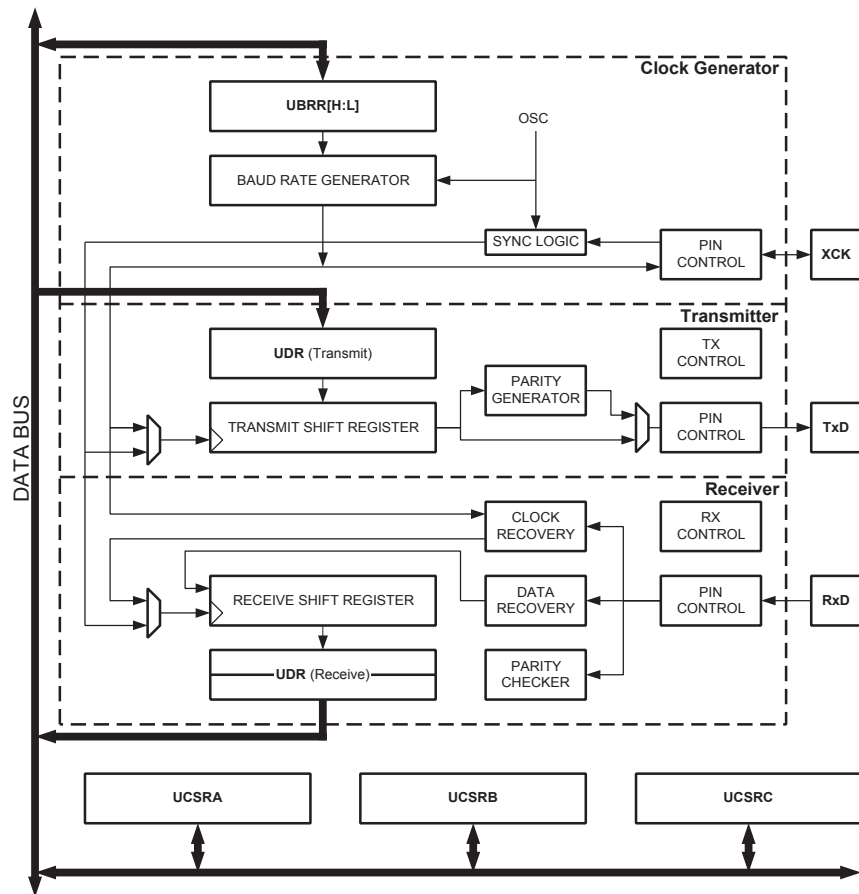 Clock Generator
UBRR[H:L]
OSC
BAUD RATE GENERATOR
SYNC LOGIC
PIN
CONTROL
XCK
Transmitter
UDR (Transmit)
TX
CONTROL
PARITY
GENERATOR
TRANSMIT SHIFT REGISTER
PIN
CONTROL
TxD
DATA BUS
Receiver
CLOCK
RECOVERY
RX
CONTROL
RECEIVE SHIFT REGISTER
DATA
RECOVERY
PIN
CONTROL
RxD
UDR (Receive)
PARITY
CHECKER
UCSRA
UCSRB
UCSRC